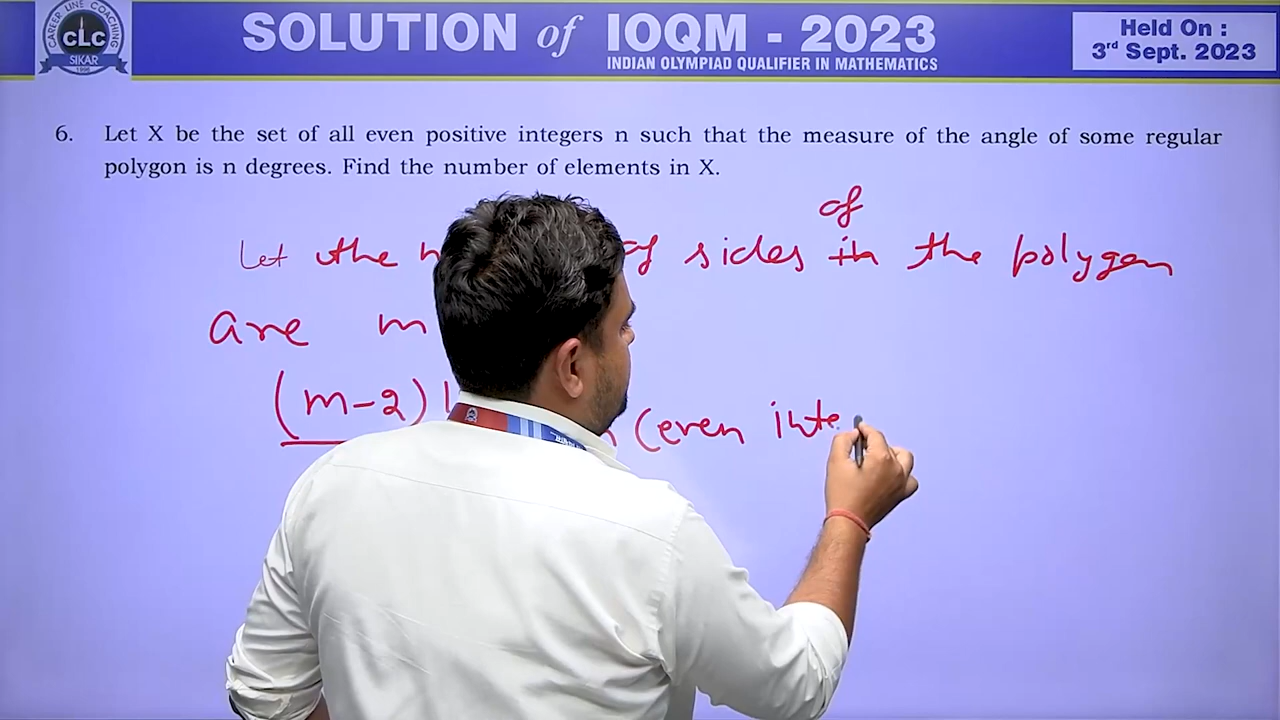 CAREER LINE COACHING
CLC
SIKAR
1996
SOLUTION of IOQM - 2023
INDIAN OLYMPIAD QUALIFIER IN MATHEMATICS
Held On :
3rd Sept. 2023
6. Let X be the set of all even positive integers n such that the measure of the angle of some regular
polygon is n degrees. Find the number of elements in X.
of
Let the of sides in the polygon
are m
(m-2) (even inte